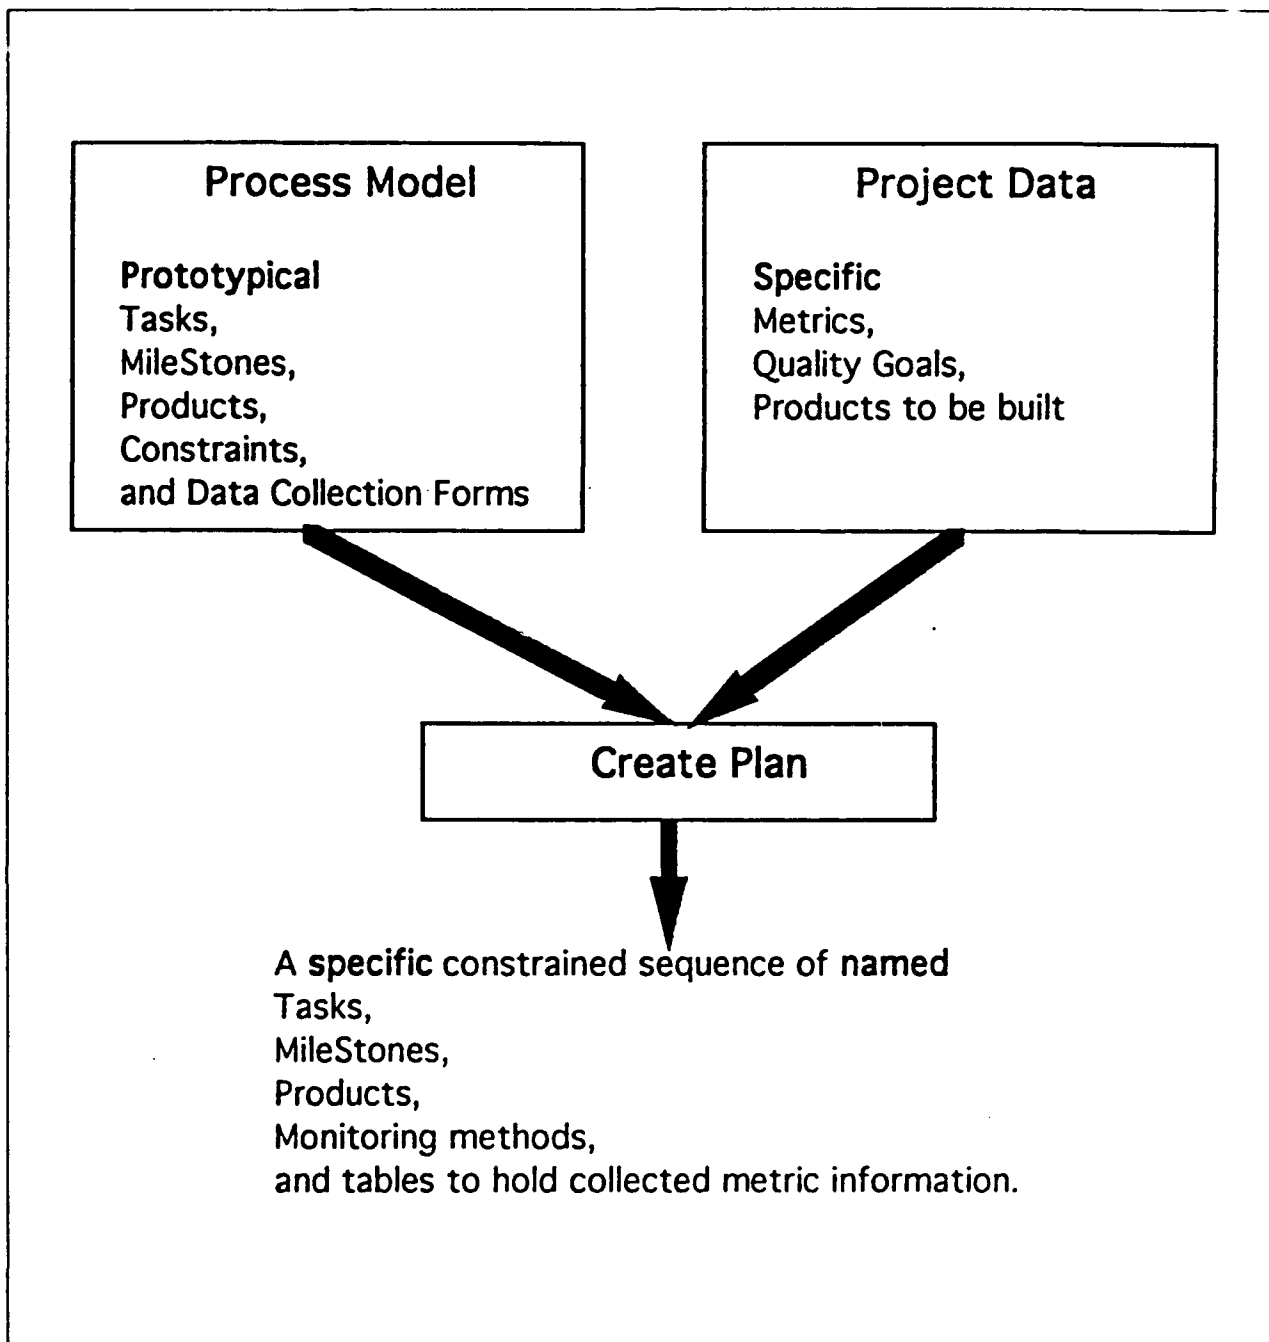 Process Model
Prototypical
Tasks,
MileStones,
Products,
Constraints,
and Data Collection Forms
Project Data
Specific
Metrics,
Quality Goals,
Products to be built
Create Plan
A specific constrained sequence of named
Tasks,
MileStones,
Products,
Monitoring methods,
and tables to hold collected metric information.